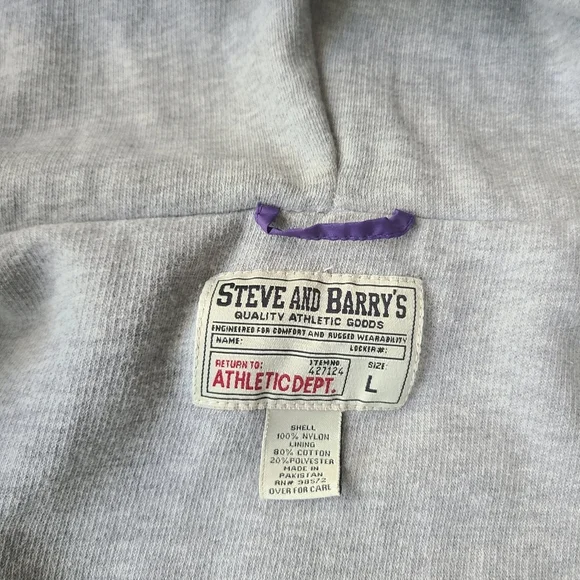 STEVE AND BARRY'S
QUALITY ATHLETIC GOODS
ENGINEERED FOR COMFORT AND RUGGED WEARABILITY
NAME: LOCKER #:
RETURN TO: ITEM NO. SIZE:
427124
ATHLETIC DEPT. L
SHELL
100% NYLON
LINING
80% COTTON
20% POLYESTER
MADE IN
PAKISTAN
RN# 98572
OVER FOR CARE